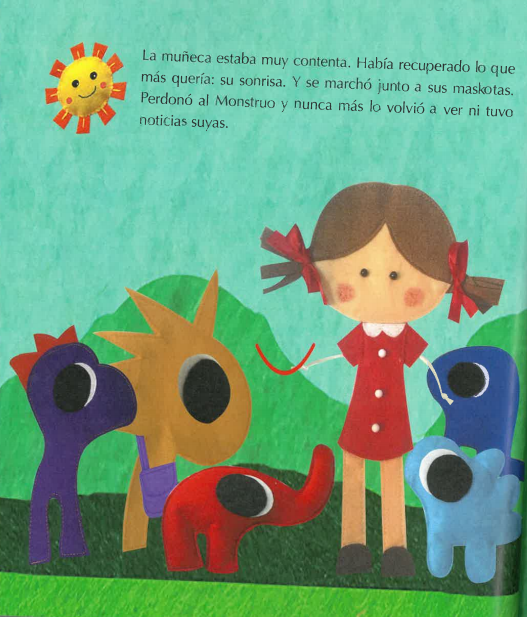 La muñeca estaba muy contenta. Había recuperado lo que
más quería: su sonrisa. Y se marchó junto a sus maskotas.
Perdonó al Monstruo y nunca más lo volvió a ver ni tuvo
noticias suyas.